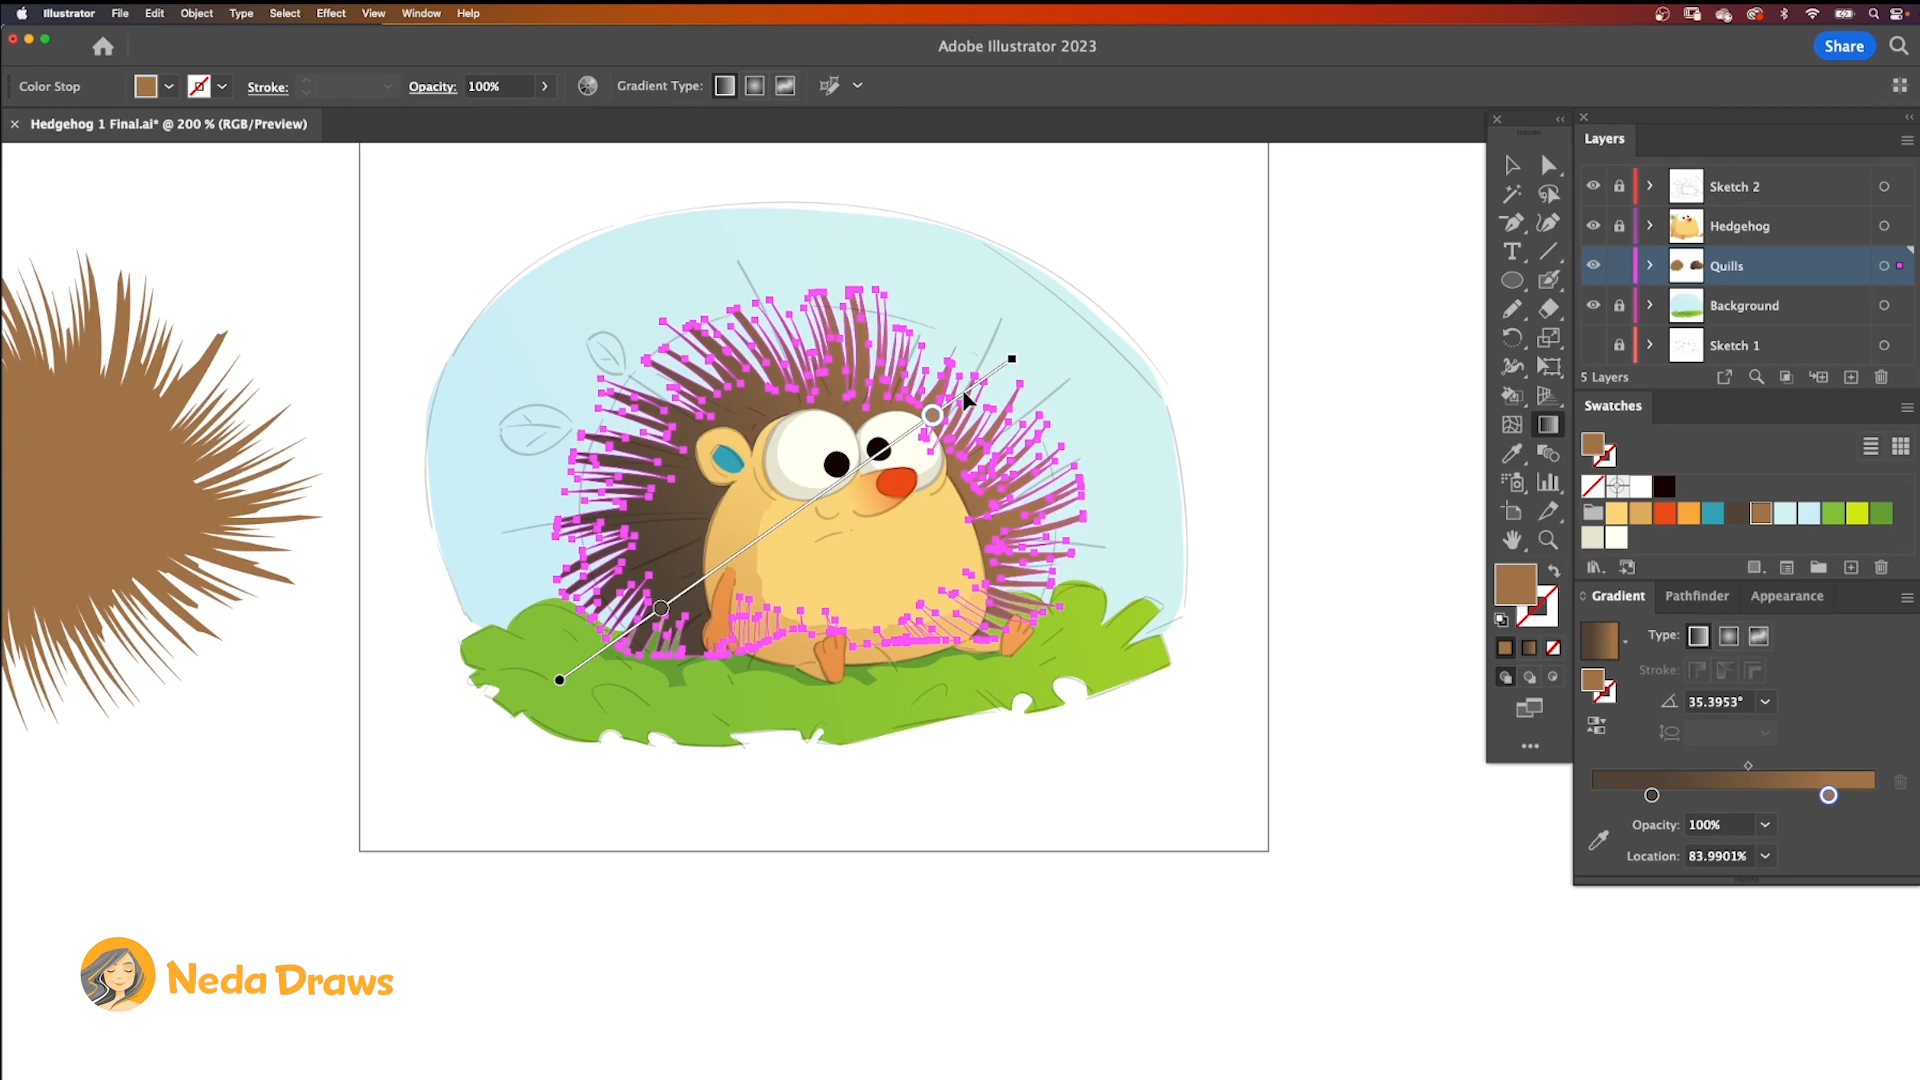 Illustrator File Edit Object Type Select Effect View Window Help
Adobe Illustrator 2023
Share
Color Stop
Stroke:
Opacity: 100%
Gradient Type:
Hedgehog 1 Final.ai* @ 200 % (RGB/Preview)
Layers
Sketch 2
Hedgehog
Quills
Background
Sketch 1
5 Layers
Swatches
Gradient Pathfinder Appearance
Type:
Stroke:
35.3953°
Opacity: 100%
Location: 83.9901%
Neda Draws